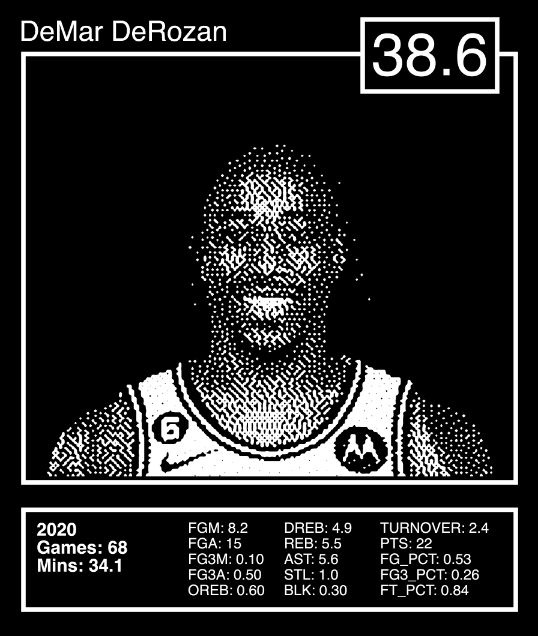 DeMar DeRozan
38.6
6
2020
Games: 68
Mins: 34.1
FGM: 8.2
FGA: 15
FG3M: 0.10
FG3A: 0.50
OREB: 0.60
DREB: 4.9
REB: 5.5
AST: 5.6
STL: 1.0
BLK: 0.30
TURNOVER: 2.4
PTS: 22
FG_PCT: 0.53
FG3_PCT: 0.26
FT_PCT: 0.84